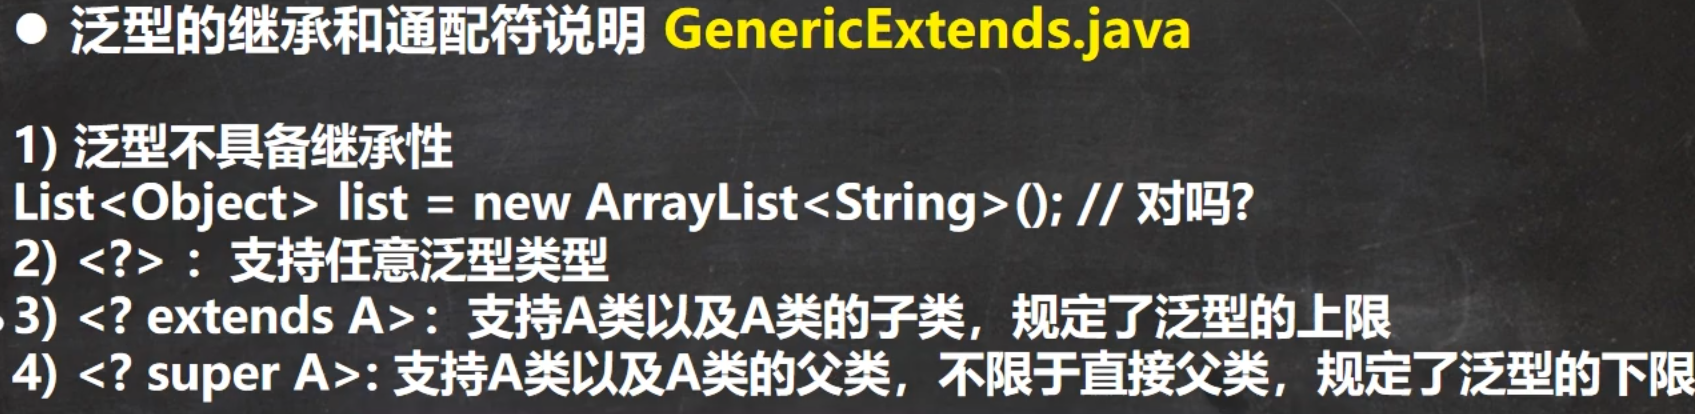 ● 泛型的继承和通配符说明 GenericExtends.java
1) 泛型不具备继承性
List<Object> list = new ArrayList<String>(); // 对吗?
2) <?> : 支持任意泛型类型
3) <? extends A>: 支持A类以及A类的子类，规定了泛型的上限
4) <? super A>: 支持A类以及A类的父类，不限于直接父类，规定了泛型的下限